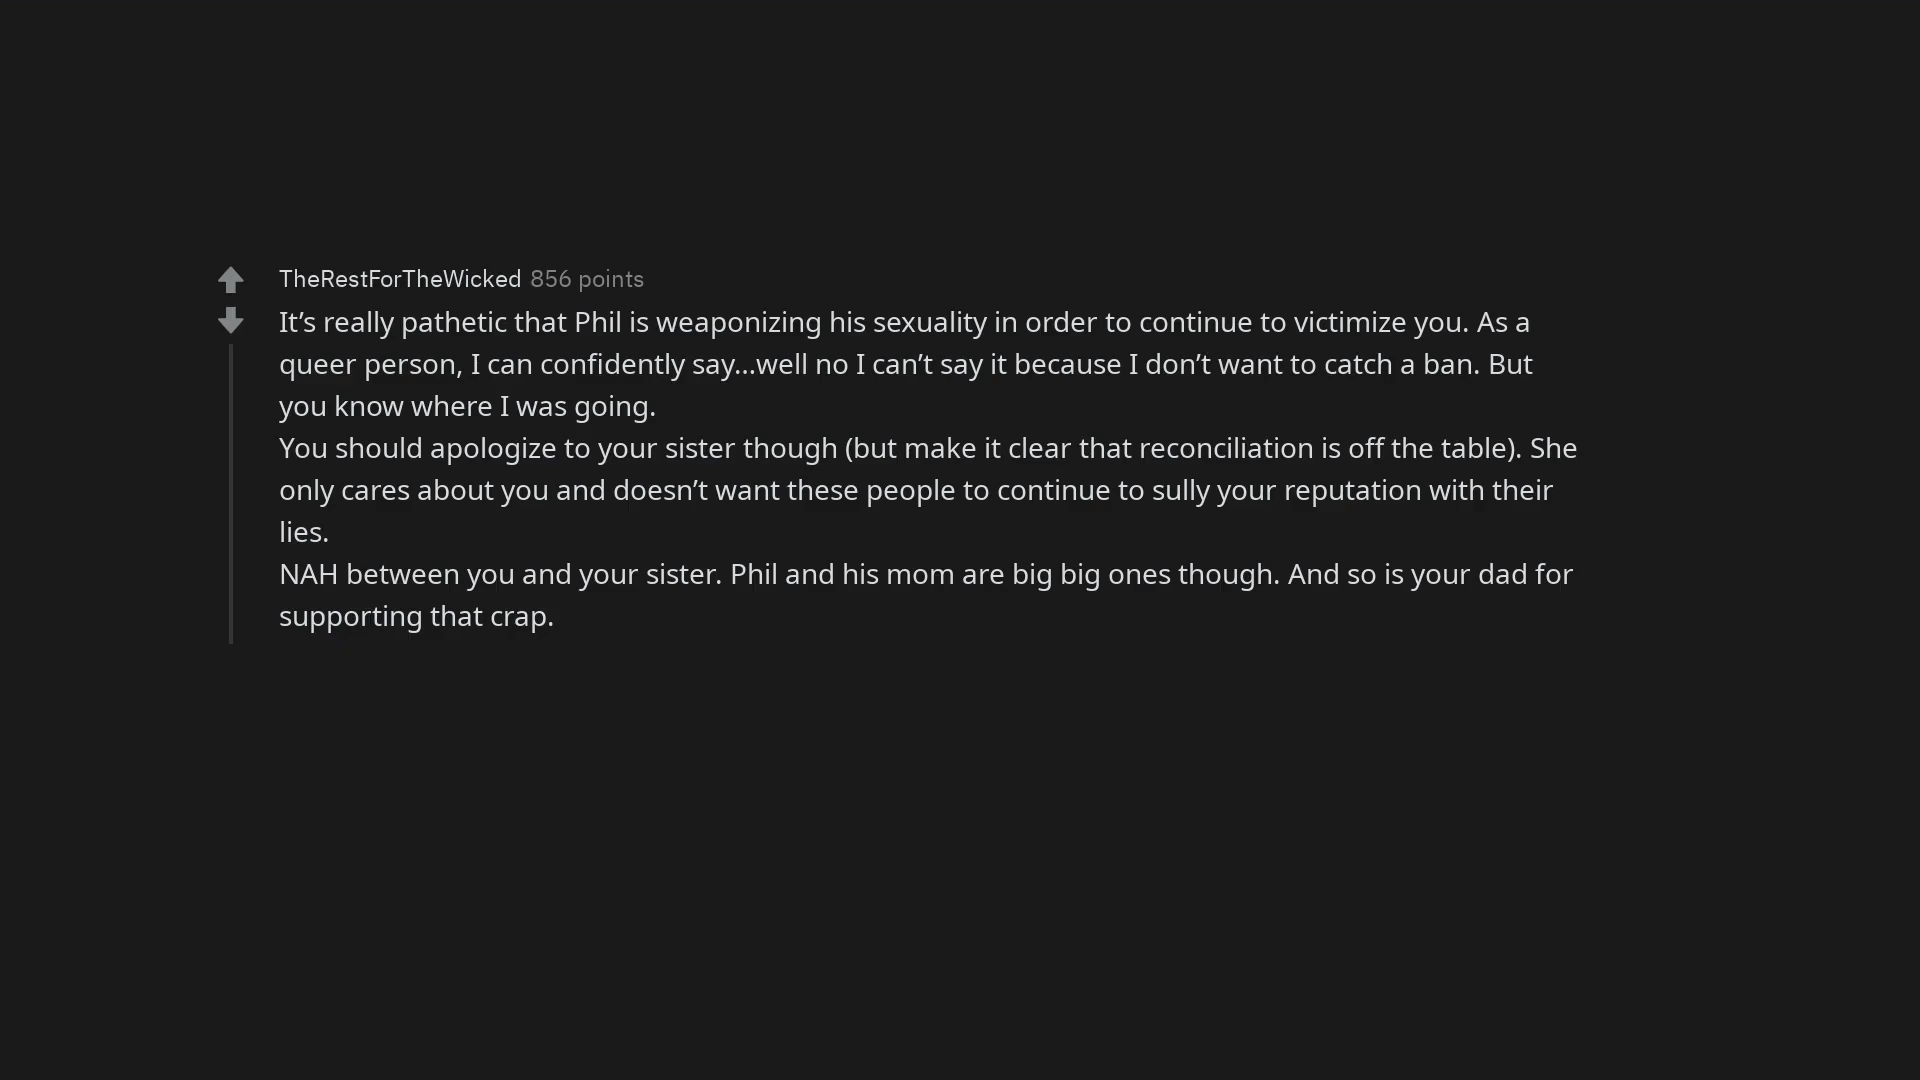 TheRestForTheWicked 856 points
It’s really pathetic that Phil is weaponizing his sexuality in order to continue to victimize you. As a
queer person, I can confidently say...well no I can’t say it because I don’t want to catch a ban. But
you know where I was going.
You should apologize to your sister though (but make it clear that reconciliation is off the table). She
only cares about you and doesn’t want these people to continue to sully your reputation with their
lies.
NAH between you and your sister. Phil and his mom are big big ones though. And so is your dad for
supporting that crap.